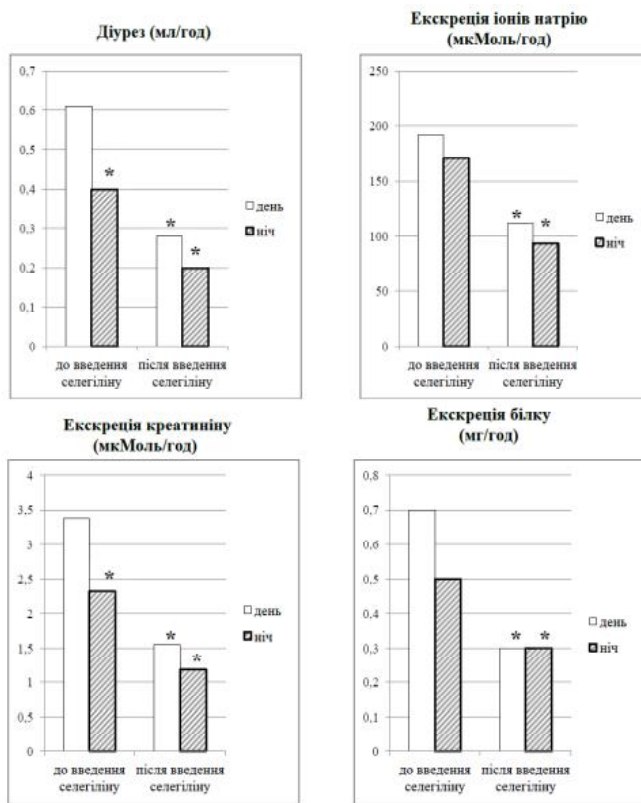 Діурез (мл/год)
0,7
0,6
0,5
0,4
0,3
0,2
0,1
0
*
*
*
день
ніч
до введення
селегіліну
після введення
селегіліну
Екскреція іонів натрію
(мкМоль/год)
250
200
150
100
50
0
*
*
день
ніч
до введення
селегіліну
після введення
селегіліну
Екскреція креатиніну
(мкМоль/год)
4
3,5
3
2,5
2
1,5
1
0,5
0
*
*
*
день
ніч
до введення
селегіліну
після введення
селегіліну
Екскреція білку
(мг/год)
0,8
0,7
0,6
0,5
0,4
0,3
0,2
0,1
0
*
*
день
ніч
до введення
селегіліну
після введення
селегіліну